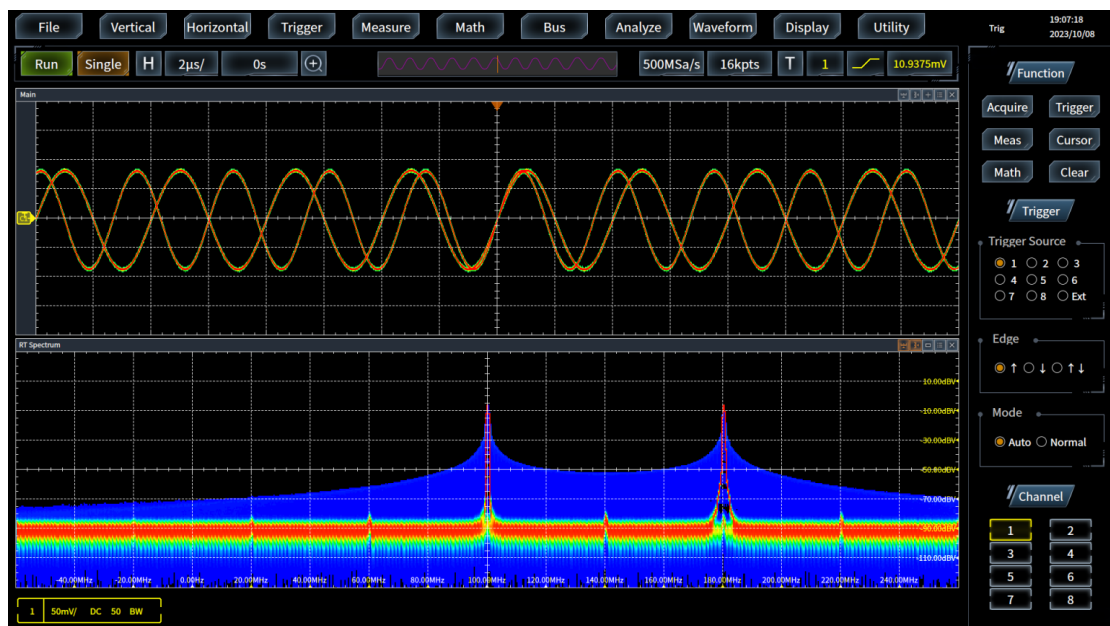 File Vertical Horizontal Trigger Measure Math Bus Analyze Waveform Display Utility Trig 19:07:18
2023/10/08
Run Single H 2μs/ 0s 500MSa/s 16kpts T 1 10.9375mV
Main
RT Spectrum
10.00dBV
-10.00dBV
-30.00dBV
-50.00dBV
-70.00dBV
-90.00dBV
-110.00dBV
-40.00MHz -20.00MHz 0.00Hz 20.00MHz 40.00MHz 60.00MHz 80.00MHz 100.00MHz 120.00MHz 140.00MHz 160.00MHz 180.00MHz 200.00MHz 220.00MHz 240.00MHz
1 50mV/ DC 50 BW
Function
Acquire Trigger
Meas Cursor
Math Clear
Trigger
Trigger Source
1 2 3
4 5 6
7 8 Ext
Edge
↑ ↓ ↑↓
Mode
Auto Normal
Channel
1 2
3 4
5 6
7 8